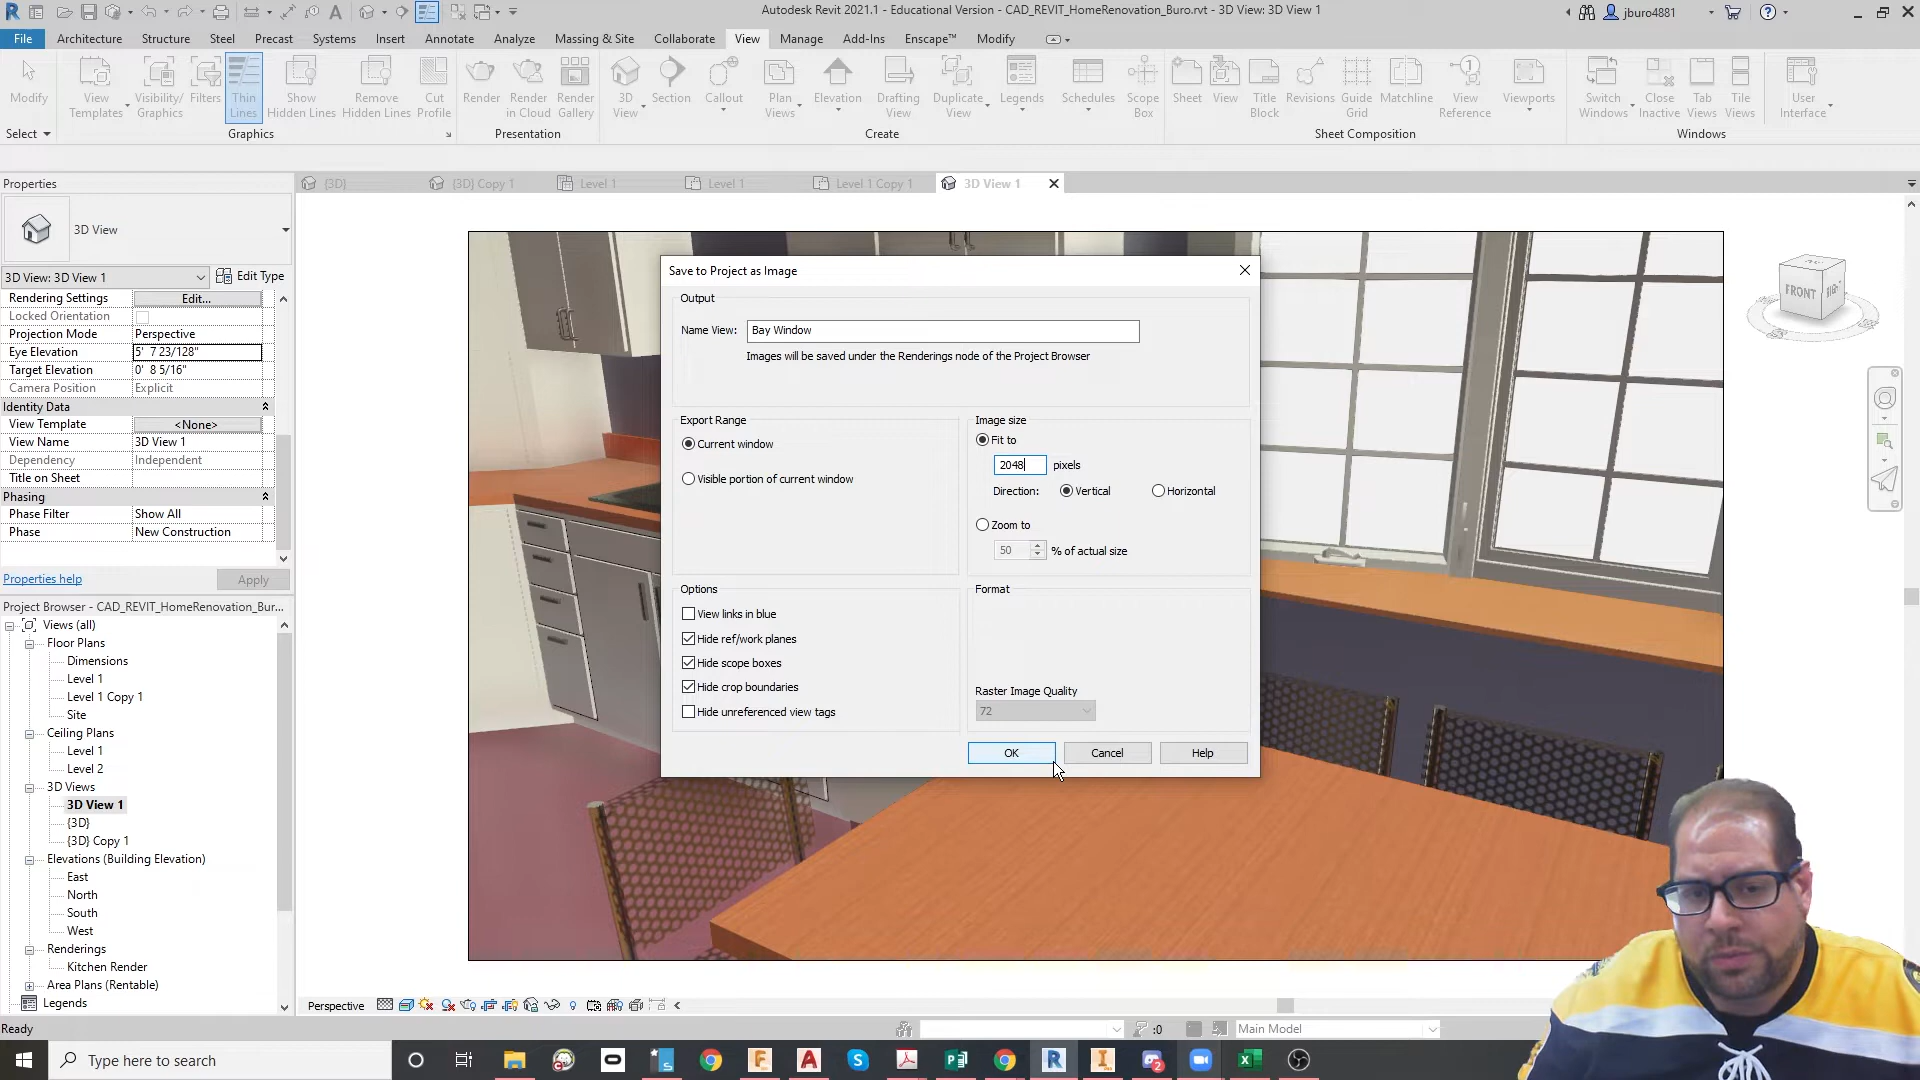 Autodesk Revit 2021.1 - Educational Version - CAD_REVIT_HomeRenovation_Buro.rvt - 3D View: 3D View 1
jburo4881
File Architecture Structure Steel Precast Systems Insert Annotate Analyze Massing & Site Collaborate View Manage Add-Ins Enscape™ Modify
Modify
View Templates
Visibility/ Graphics
Filters
Thin Lines
Show Hidden Lines
Remove Hidden Lines
Cut Profile
Render
Render in Cloud
Render Gallery
3D View
Section
Callout
Plan Views
Elevation
Drafting View
Duplicate View
Legends
Schedules
Scope Box
Sheet
View
Title Block
Revisions
Guide Grid
Matchline
View Reference
Viewports
Switch Windows
Close Inactive
Tab Views
Tile Views
User Interface
Select Graphics Presentation Create Sheet Composition Windows
Properties
{3D} {3D} Copy 1 Level 1 Level 1 Level 1 Copy 1 3D View 1
3D View
3D View: 3D View 1 Edit Type
Rendering Settings Edit...
Locked Orientation
Projection Mode Perspective
Eye Elevation 5' 7 23/128"
Target Elevation 0' 8 5/16"
Camera Position Explicit
Identity Data
View Template <None>
View Name 3D View 1
Dependency Independent
Title on Sheet
Phasing
Phase Filter Show All
Phase New Construction
Properties help Apply
Project Browser - CAD_REVIT_HomeRenovation_Bur...
Views (all)
Floor Plans
Dimensions
Level 1
Level 1 Copy 1
Site
Ceiling Plans
Level 1
Level 2
3D Views
3D View 1
{3D}
{3D} Copy 1
Elevations (Building Elevation)
East
North
South
West
Renderings
Kitchen Render
Area Plans (Rentable)
Legends
Save to Project as Image
Output
Name View: Bay Window
Images will be saved under the Renderings node of the Project Browser
Export Range
Current window
Visible portion of current window
Image size
Fit to
2048 pixels
Direction: Vertical Horizontal
Zoom to
50 % of actual size
Options
View links in blue
Hide ref/work planes
Hide scope boxes
Hide crop boundaries
Hide unreferenced view tags
Format
Raster Image Quality
72
OK Cancel Help
FRONT
Perspective
Ready
:0
Main Model
Type here to search